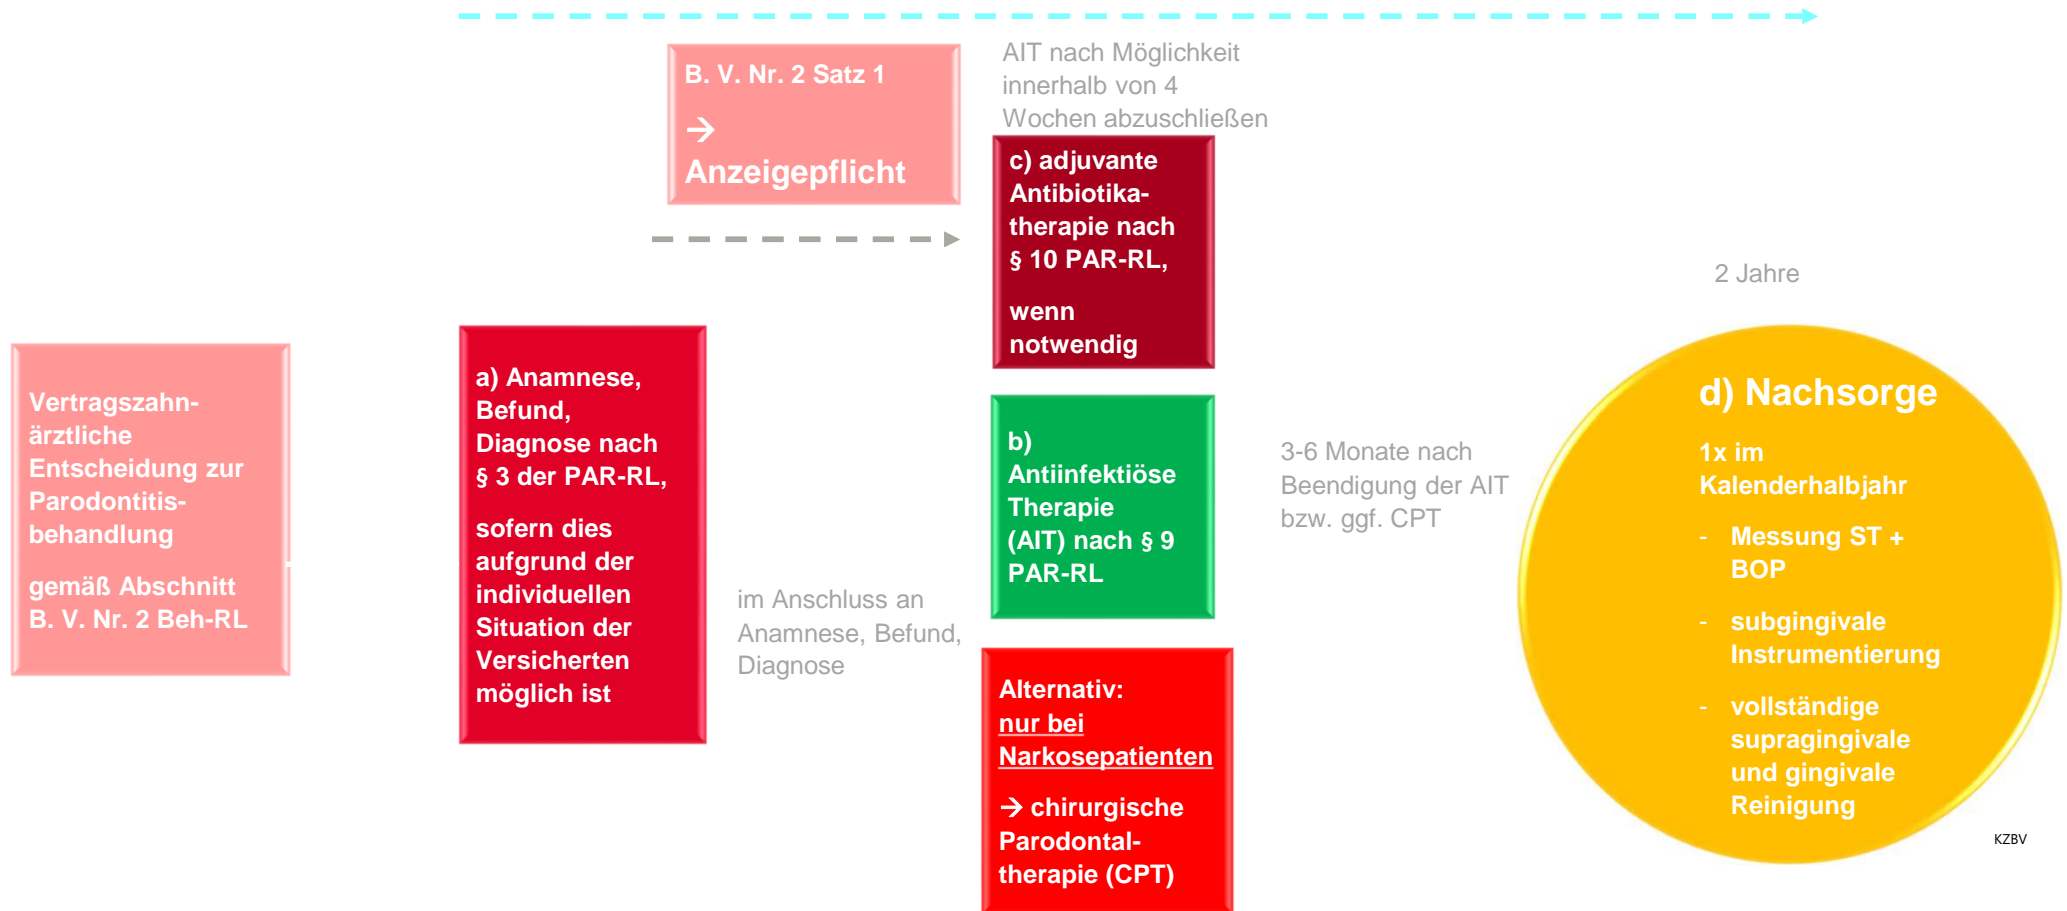 Vertragszahn-
ärztliche
Entscheidung zur
Parodontitis-
behandlung
gemäß Abschnitt
B. V. Nr. 2 Beh-RL
a) Anamnese,
Befund,
Diagnose nach
§ 3 der PAR-RL,
sofern dies
aufgrund der
individuellen
Situation der
Versicherten
möglich ist
B. V. Nr. 2 Satz 1
→
Anzeigepflicht
im Anschluss an
Anamnese, Befund,
Diagnose
AIT nach Möglichkeit
innerhalb von 4
Wochen abzuschließen
c) adjuvante
Antibiotika-
therapie nach
§ 10 PAR-RL,
wenn
notwendig
b)
Antiinfektiöse
Therapie
(AIT) nach § 9
PAR-RL
Alternativ:
nur bei
Narkosepatienten
→ chirurgische
Parodontal-
therapie (CPT)
3-6 Monate nach
Beendigung der AIT
bzw. ggf. CPT
2 Jahre
d) Nachsorge
1x im
Kalenderhalbjahr
- Messung ST +
BOP
- subgingivale
Instrumentierung
- vollständige
supragingivale
und gingivale
Reinigung
KZBV